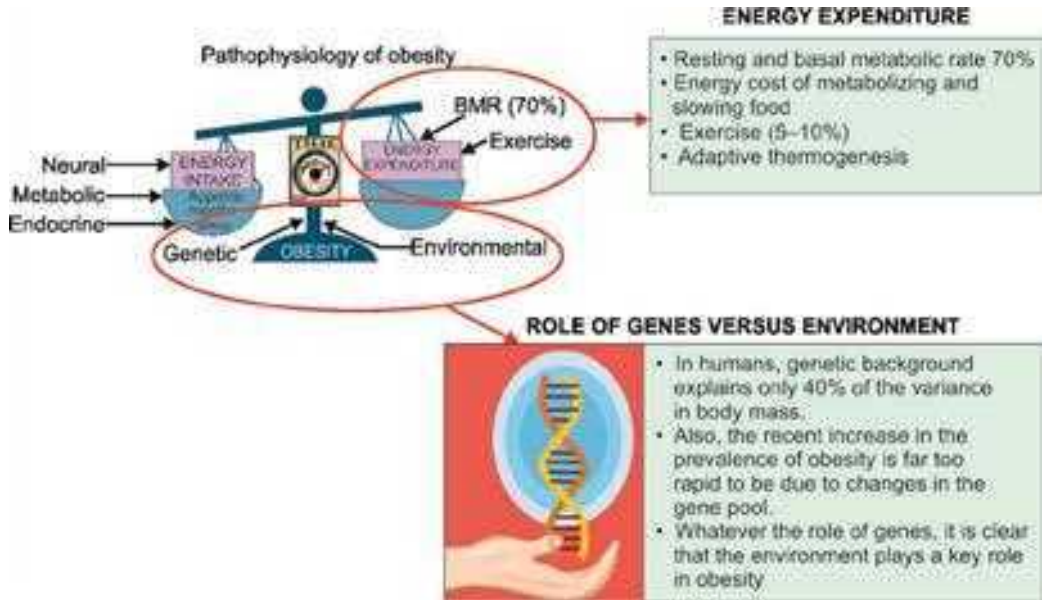 ENERGY EXPENDITURE
Pathophysiology of obesity
• Resting and basal metabolic rate 70%
• Energy cost of metabolizing and
slowing food
• Exercise (5–10%)
• Adaptive thermogenesis
BMR (70%)
Exercise
ENERGY
EXPENDITURE
Neural
Metabolic
Endocrine
ENERGY
INTAKE
Genetic
Environmental
OBESITY
ROLE OF GENES VERSUS ENVIRONMENT
• In humans, genetic background
explains only 40% of the variance
in body mass.
• Also, the recent increase in the
prevalence of obesity is far too
rapid to be due to changes in the
gene pool.
• Whatever the role of genes, it is clear
that the environment plays a key role
in obesity